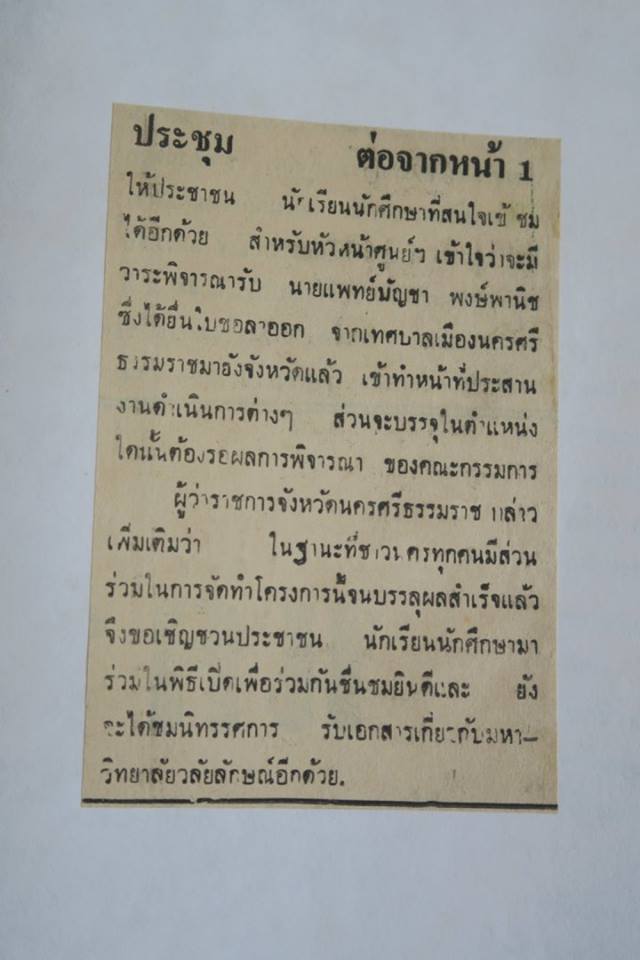 ประชุม ต่อจากหน้า 1
ให้ประชาชน นักเรียนนักศึกษาที่สนใจเข้าชม
ได้อีกด้วย สำหรับหัวหน้าศูนย์ฯ เข้าใจว่าจะมี
วาระพิจารณารับ นายแพทย์บัญชา พงษ์พานิช
ซึ่งได้ยื่นใบขอลาออก จากเทศบาลเมืองนครศรี
ธรรมราชมายังจังหวัดแล้ว เข้าทำหน้าที่ประสาน
งานดำเนินการต่างๆ ส่วนจะบรรจุในตำแหน่ง
ใดนั้นต้องรอผลการพิจารณา ของคณะกรรมการ
ผู้ว่าราชการจังหวัดนครศรีธรรมราช กล่าว
เพิ่มเติมว่า ในฐานะที่ชาวนครทุกคนมีส่วน
ร่วมในการจัดทำโครงการนี้จนบรรลุผลสำเร็จแล้ว
จึงขอเชิญชวนประชาชน นักเรียนนักศึกษามา
ร่วมในพิธีเปิดเพื่อร่วมกันชื่นชมยินดีและ ยัง
จะได้ชมนิทรรศการ รับเอกสารเกี่ยวกับมหา-
วิทยาลัยวลัยลักษณ์อีกด้วย.